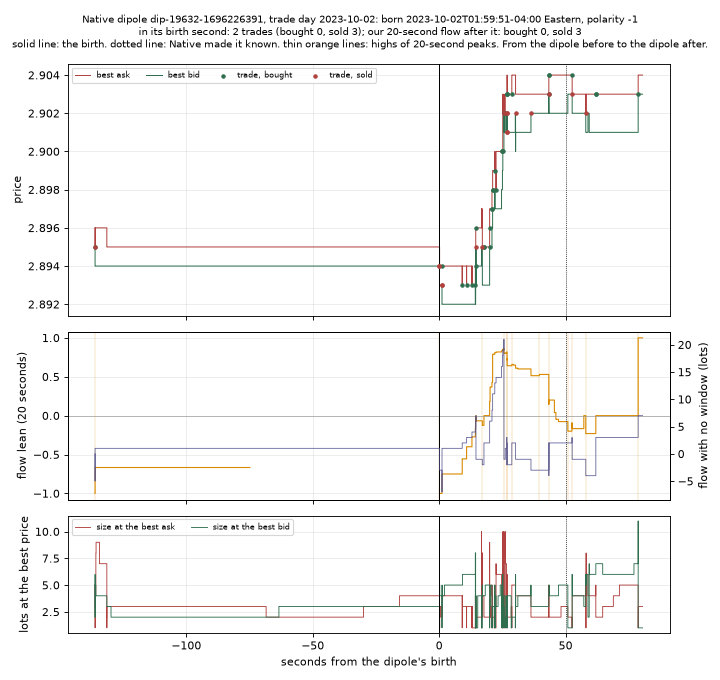 Native dipole dip-19632-1696226391, trade day 2023-10-02: born 2023-10-02T01:59:51-04:00 Eastern, polarity -1
in its birth second: 2 trades (bought 0, sold 2); our 20-second flow after it: bought 0, sold 3
solid line: the birth. dotted line: Native made it known. thin orange lines: highs of 20-second peaks. From the dipole before to the dipole after.
best ask
best bid
trade, bought
trade, sold
2.904
2.902
2.900
2.898
2.896
2.894
2.892
price
1.0
0.5
0.0
−0.5
−1.0
flow lean (20 seconds)
20
15
10
5
0
−5
flow with no window (lots)
size at the best ask
size at the best bid
10.0
7.5
5.0
2.5
lots at the best price
−100
−50
0
50
seconds from the dipole's birth